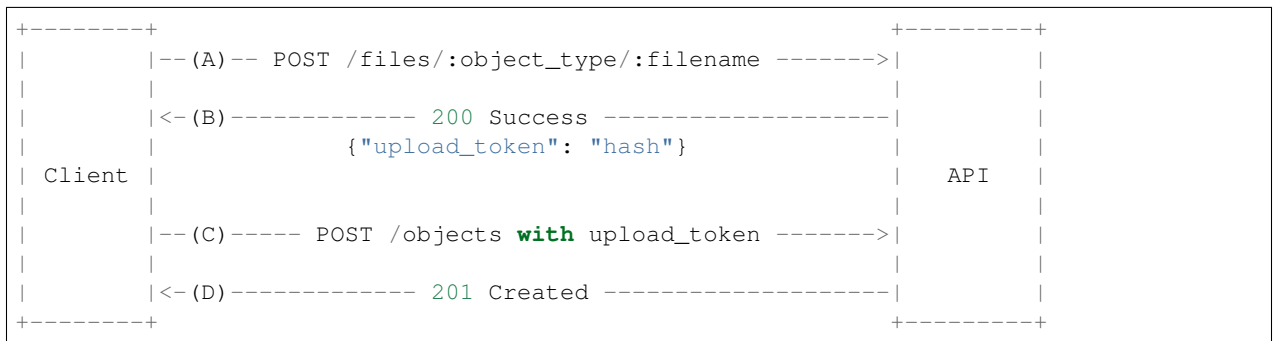 +--------+                                                                        +---------+
|        |--(A)-- POST /files/:object_type/:filename ------->|         |
|        |                                                                        |         |
|        |<-(B)------------- 200 Success --------------------|         |
|        |            {"upload_token": "hash"}            |         |
| Client |                                                                        |   API   |
|        |                                                                        |         |
|        |--(C)----- POST /objects with upload_token ------->|         |
|        |                                                                        |         |
|        |<-(D)------------- 201 Created --------------------|         |
+--------+                                                                        +---------+